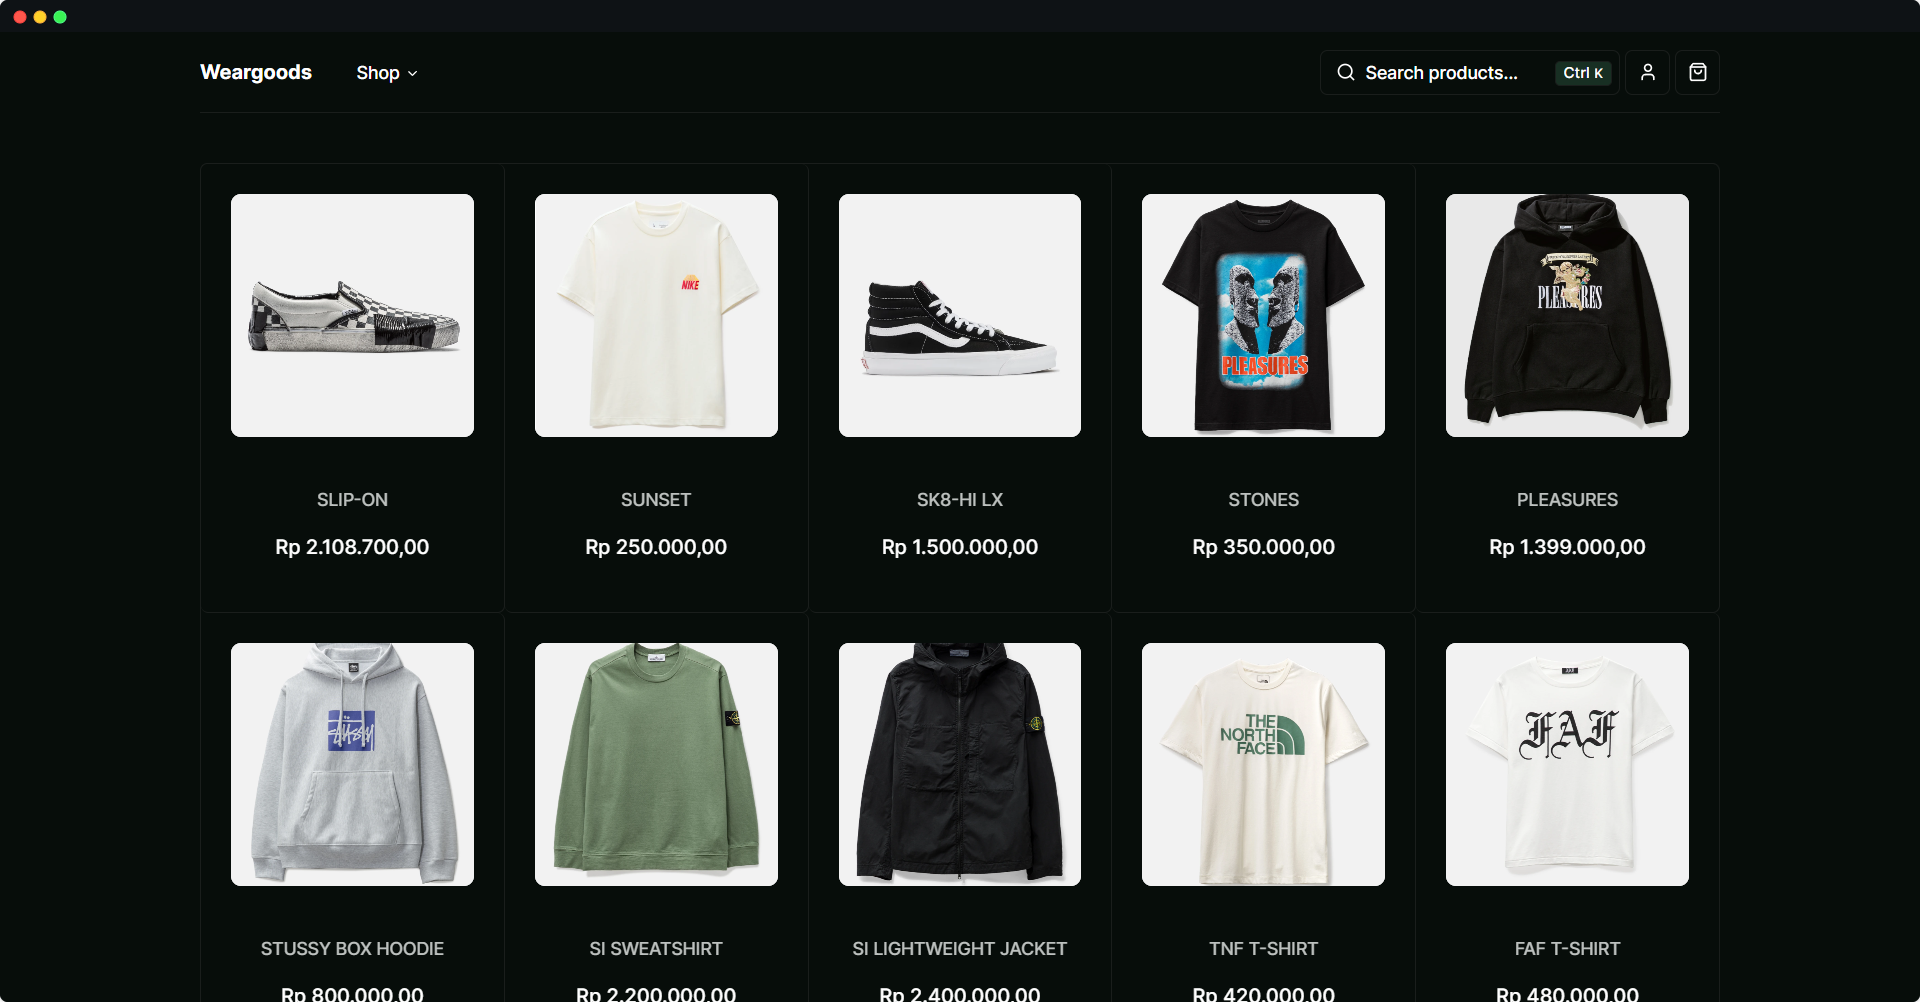 Weargoods Shop Search products... Ctrl K
NIKE
PLEASURES
PLEASURES
SLIP-ON SUNSET SK8-HI LX STONES PLEASURES
Rp 2.108.700,00 Rp 250.000,00 Rp 1.500.000,00 Rp 350.000,00 Rp 1.399.000,00
THE
NORTH
FACE
FAF
STUSSY BOX HOODIE SI SWEATSHIRT SI LIGHTWEIGHT JACKET TNF T-SHIRT FAF T-SHIRT
Rp 800.000,00 Rp 2.200.000,00 Rp 2.400.000,00 Rp 420.000,00 Rp 480.000,00